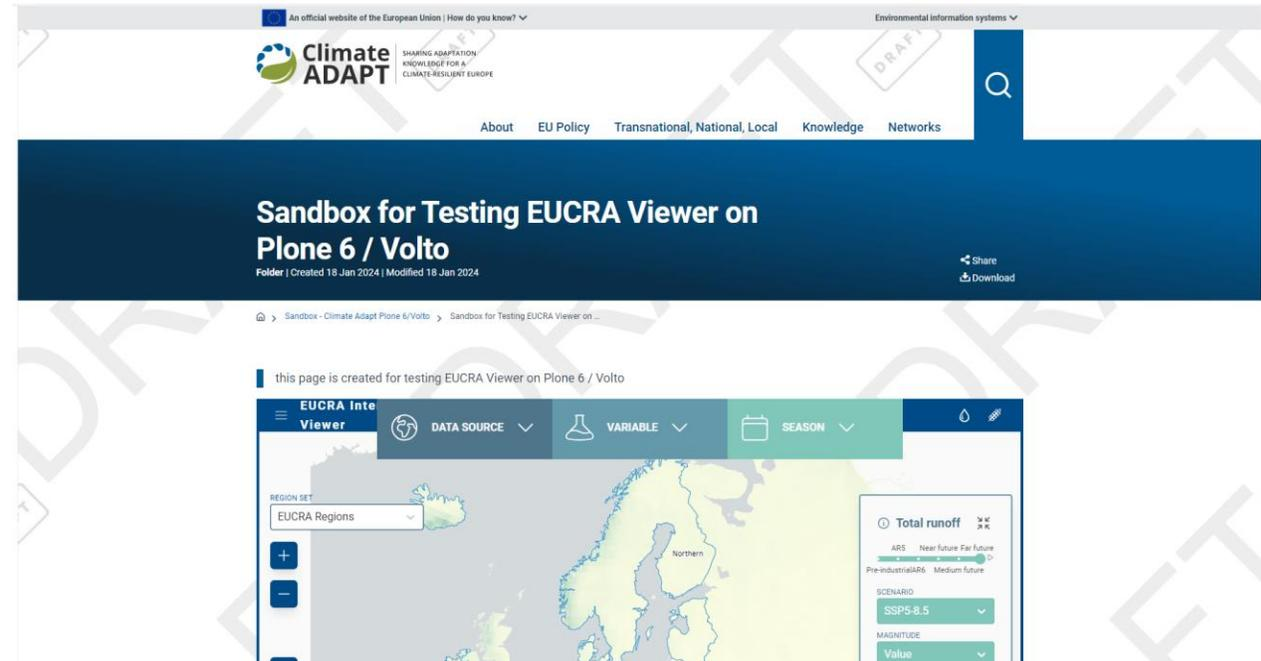 An official website of the European Union | How do you know?
Environmental information systems
Climate
ADAPT
SHARING ADAPTATION
KNOWLEDGE FOR A
CLIMATE-RESILIENT EUROPE
DRAFT
About EU Policy Transnational, National, Local Knowledge Networks
Sandbox for Testing EUCRA Viewer on
Plone 6 / Volto
Folder | Created 18 Jan 2024 | Modified 18 Jan 2024
Share
Download
Sandbox - Climate Adapt Plone 6/Volto > Sandbox for Testing EUCRA Viewer on ...
this page is created for testing EUCRA Viewer on Plone 6 / Volto
EUCRA Inte
Viewer
DATA SOURCE
VARIABLE
SEASON
REGION SET
EUCRA Regions
+
−
Northern
Total runoff
AR5 Near future Far future
Pre-industrial AR6 Medium future
SCENARIO
SSP5-8.5
MAGNITUDE
Value